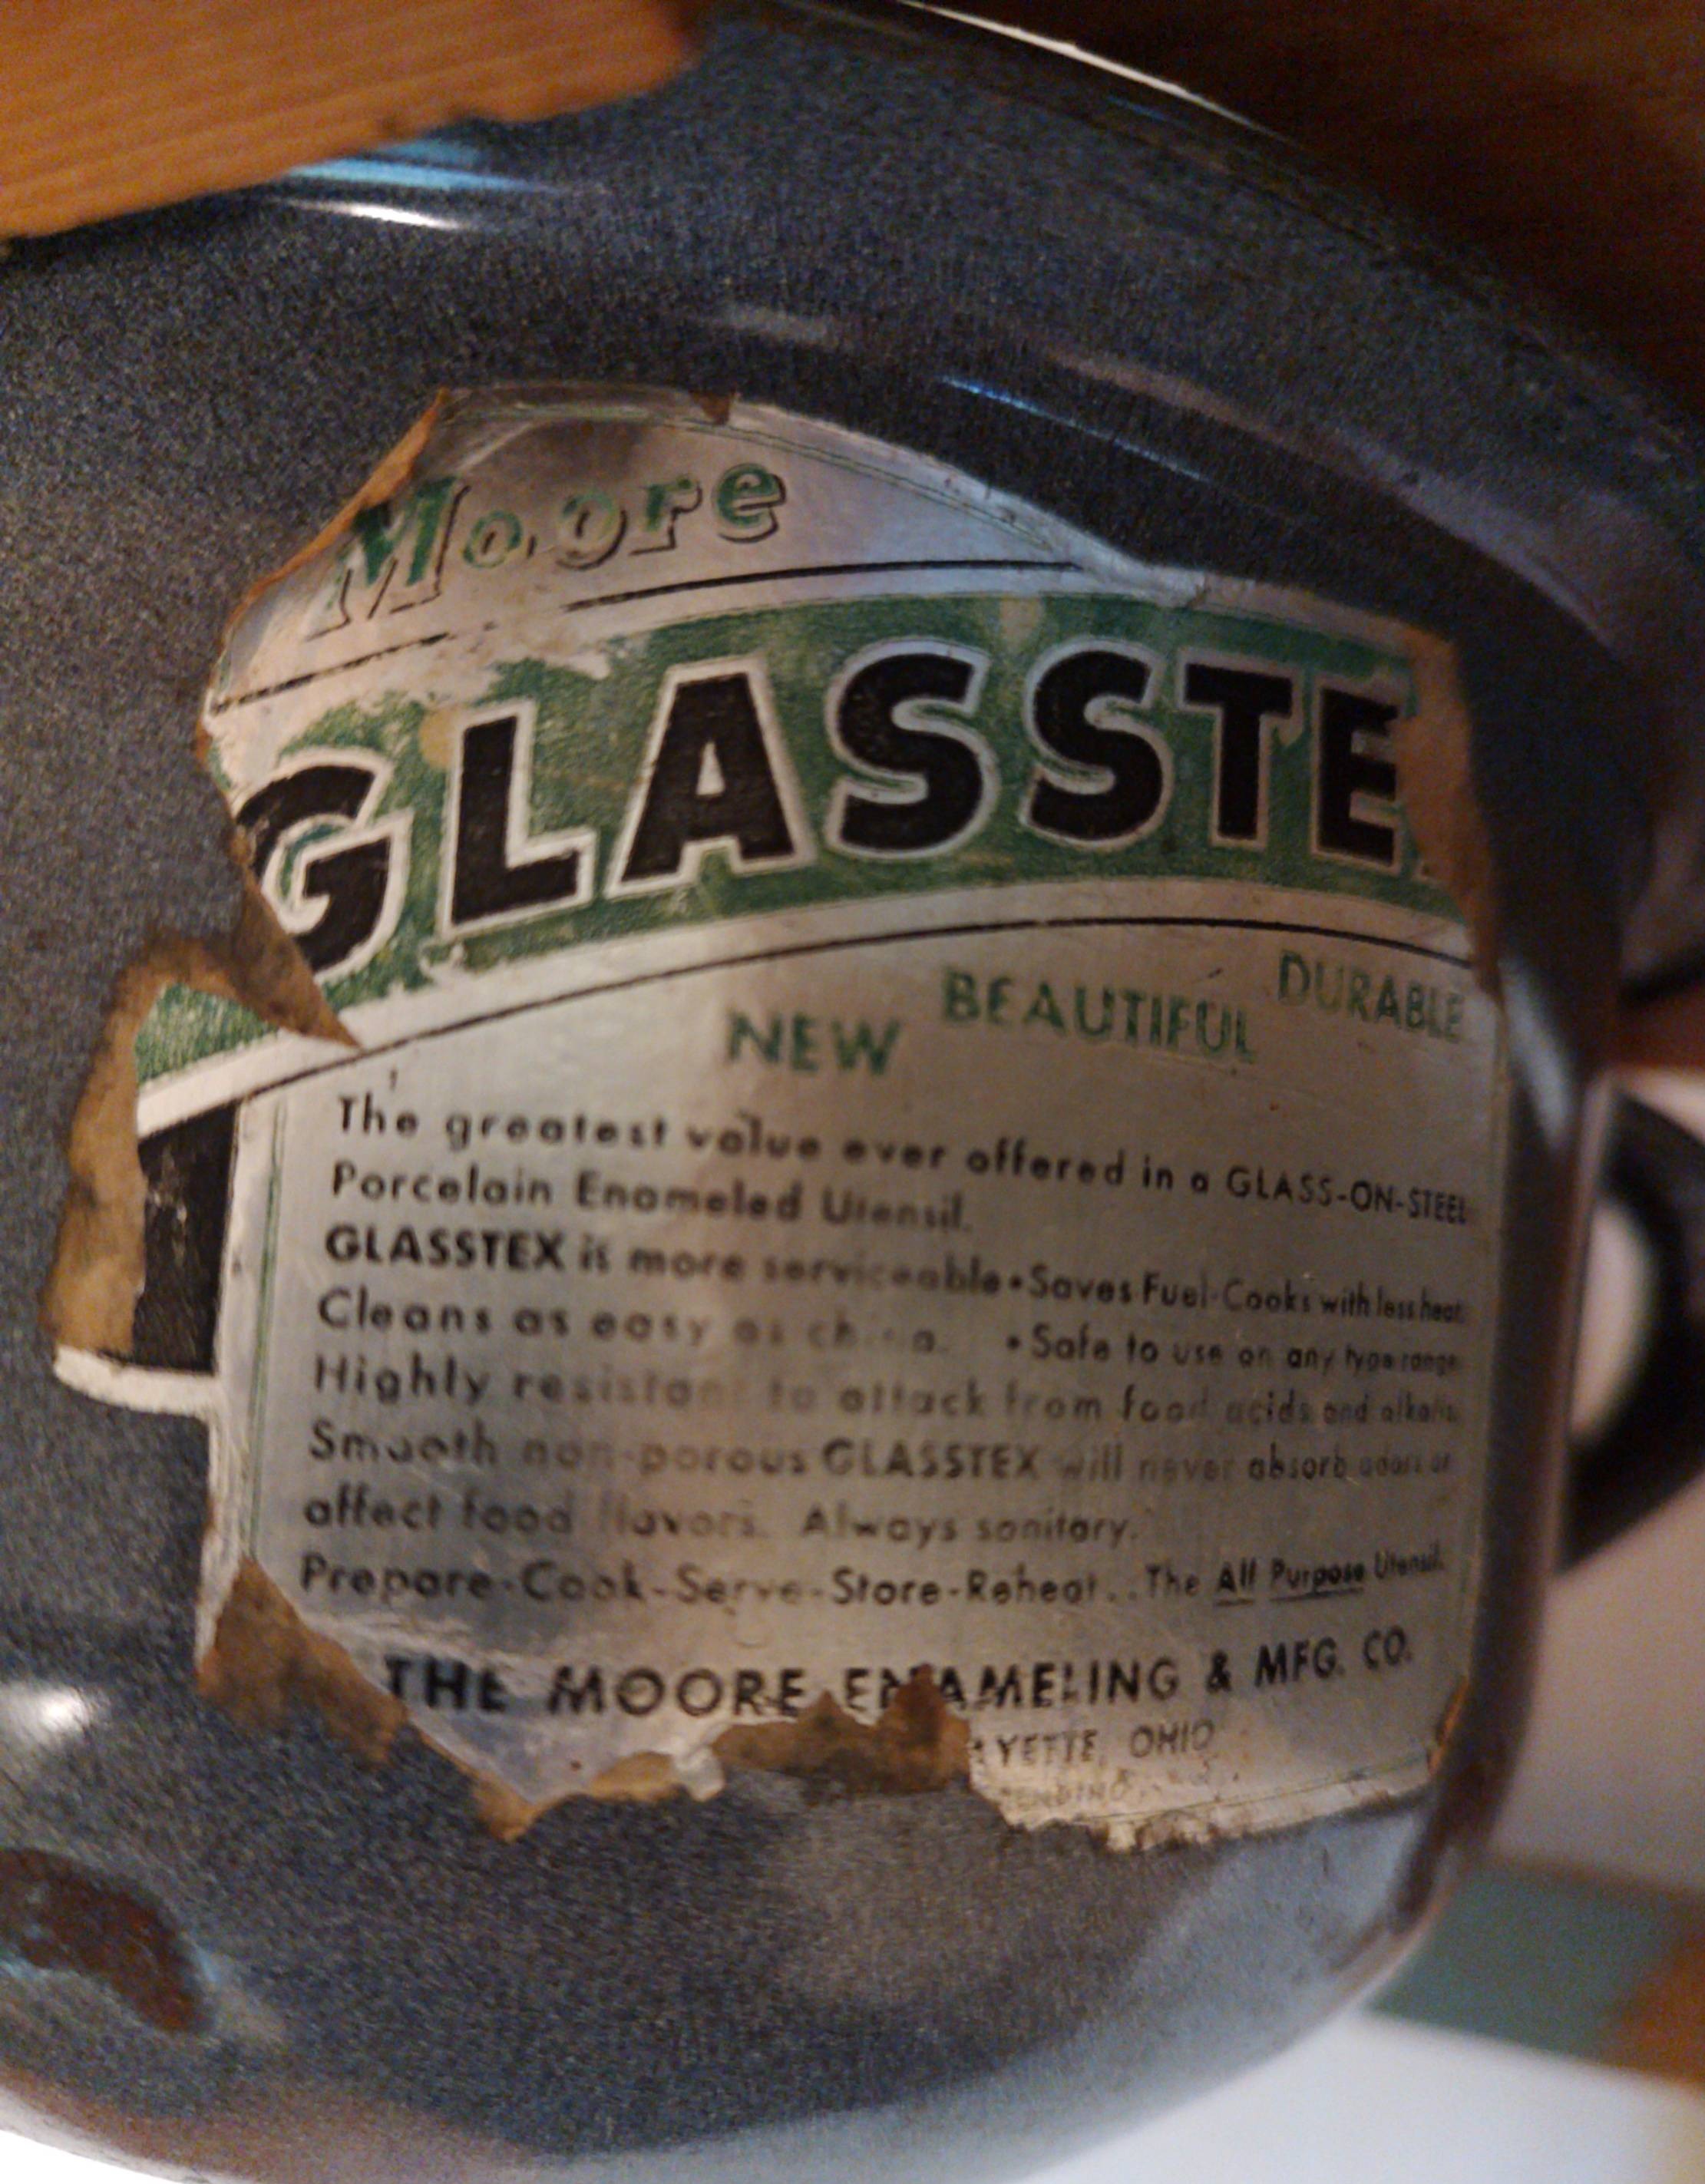 Moore
GLASSTE
NEW BEAUTIFUL DURABLE
The greatest value ever offered in a GLASS-ON-STEEL
Porcelain Enameled Utensil.
GLASSTEX is more serviceable • Saves Fuel-Cooks with less heat.
Cleans as easy as china. • Safe to use on any type range.
Highly resistant to attack from food acids and alkalis.
Smooth non-porous GLASSTEX will never absorb odors or
affect food flavors. Always sanitary.
Prepare-Cook-Serve-Store-Reheat..The All Purpose Utensil.
THE MOORE ENAMELING & MFG. CO.
YETTE, OHIO
ENDING